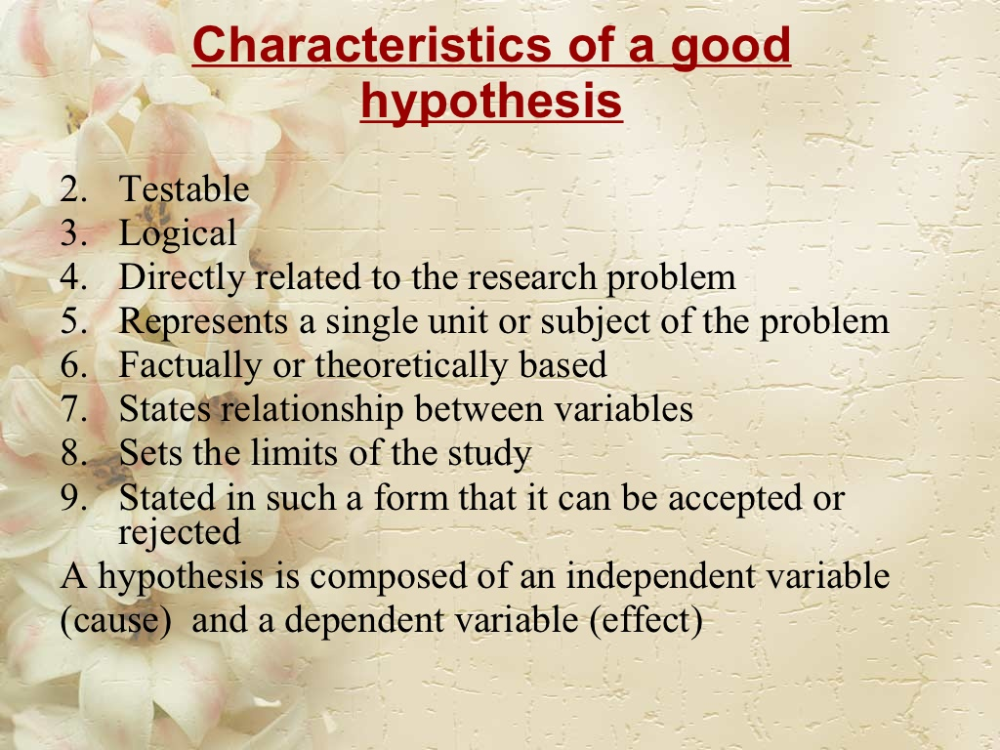 Characteristics of a good
hypothesis
2. Testable
3. Logical
4. Directly related to the research problem
5. Represents a single unit or subject of the problem
6. Factually or theoretically based
7. States relationship between variables
8. Sets the limits of the study
9. Stated in such a form that it can be accepted or
rejected
A hypothesis is composed of an independent variable
(cause)  and a dependent variable (effect)